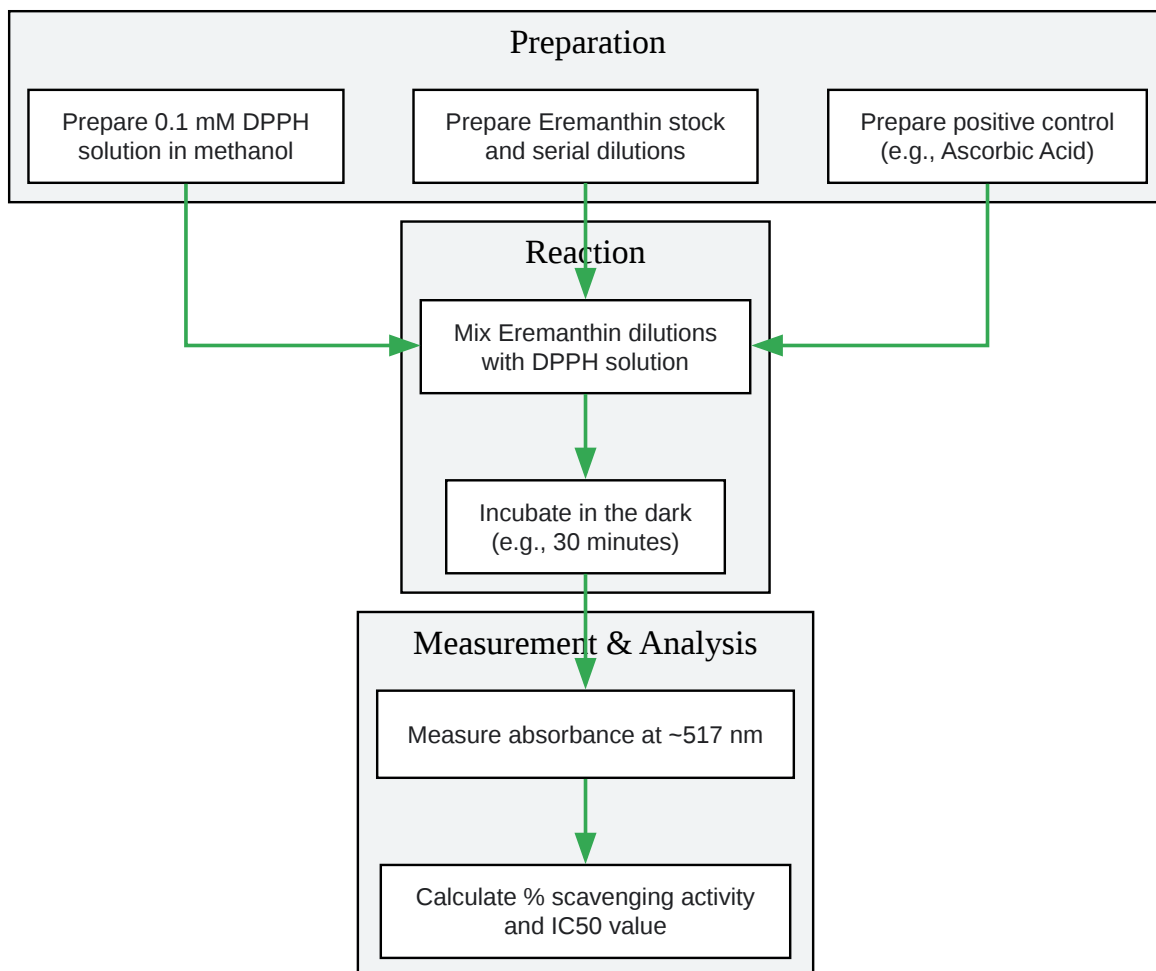 Preparation
Prepare 0.1 mM DPPH
solution in methanol
Prepare Eremanthin stock
and serial dilutions
Prepare positive control
(e.g., Ascorbic Acid)
Reaction
Mix Eremanthin dilutions
with DPPH solution
Incubate in the dark
(e.g., 30 minutes)
Measurement & Analysis
Measure absorbance at ~517 nm
Calculate % scavenging activity
and IC50 value